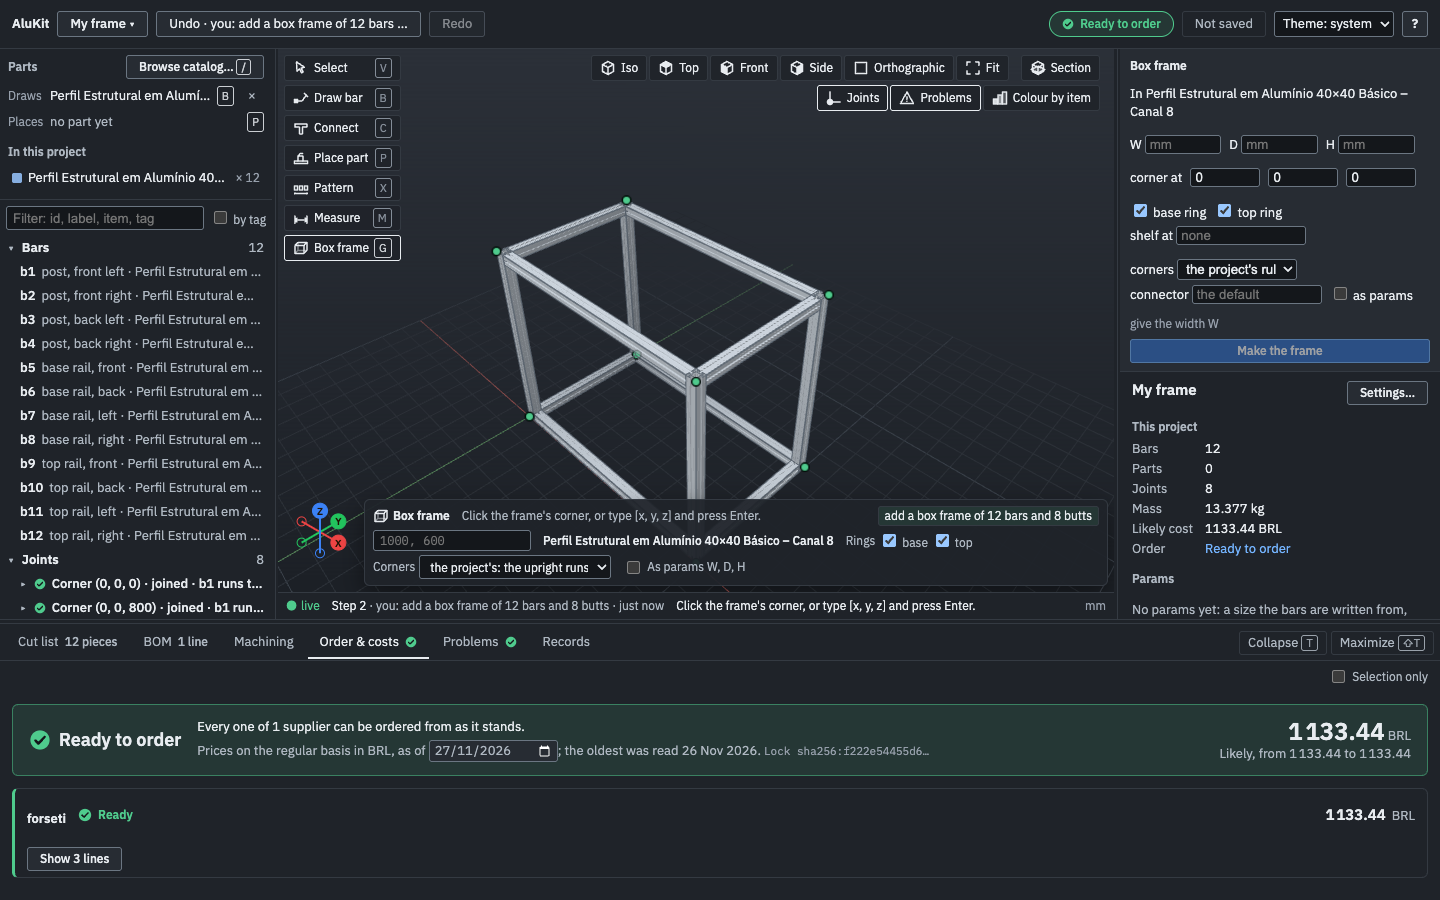 AluKit My frame ▾ Undo · you: add a box frame of 12 bars ... Redo Ready to order Not saved Theme: system ?
Parts Browse catalog... /
Draws Perfil Estrutural em Alumí... B ×
Places no part yet P
In this project
Perfil Estrutural em Alumínio 40... × 12
Filter: id, label, item, tag by tag
Bars 12
b1 post, front left · Perfil Estrutural em ...
b2 post, front right · Perfil Estrutural e...
b3 post, back left · Perfil Estrutural em ...
b4 post, back right · Perfil Estrutural em ...
b5 base rail, front · Perfil Estrutural em ...
b6 base rail, back · Perfil Estrutural em ...
b7 base rail, left · Perfil Estrutural em A...
b8 base rail, right · Perfil Estrutural em ...
b9 top rail, front · Perfil Estrutural em A...
b10 top rail, back · Perfil Estrutural em ...
b11 top rail, left · Perfil Estrutural em ...
b12 top rail, right · Perfil Estrutural em ...
Joints 8
Corner (0, 0, 0) · joined · b1 runs t...
Corner (0, 0, 800) · joined · b1 run...
Select V
Draw bar B
Connect C
Place part P
Pattern X
Measure M
Box frame G
Iso Top Front Side Orthographic Fit Section
Joints Problems Colour by item
Z
Y
X
Box frame Click the frame's corner, or type [x, y, z] and press Enter. add a box frame of 12 bars and 8 butts
1000, 600 Perfil Estrutural em Alumínio 40×40 Básico – Canal 8 Rings base top
Corners the project's: the upright runs As params W, D, H
live Step 2 · you: add a box frame of 12 bars and 8 butts · just now Click the frame's corner, or type [x, y, z] and press Enter. mm
Box frame
In Perfil Estrutural em Alumínio 40×40 Básico –
Canal 8
W mm D mm H mm
corner at 0 0 0
base ring top ring
shelf at none
corners the project's rul
connector the default as params
give the width W
Make the frame
My frame Settings...
This project
Bars 12
Parts 0
Joints 8
Mass 13.377 kg
Likely cost 1133.44 BRL
Order Ready to order
Params
No params yet: a size the bars are written from,
Cut list 12 pieces BOM 1 line Machining Order & costs Problems Records Collapse T Maximize ⇧T
Selection only
Ready to order
Every one of 1 supplier can be ordered from as it stands.
Prices on the regular basis in BRL, as of 27/11/2026 ; the oldest was read 26 Nov 2026. Lock sha256:f222e54455d6…
1 133.44 BRL
Likely, from 1 133.44 to 1 133.44
forseti Ready 1 133.44 BRL
Show 3 lines